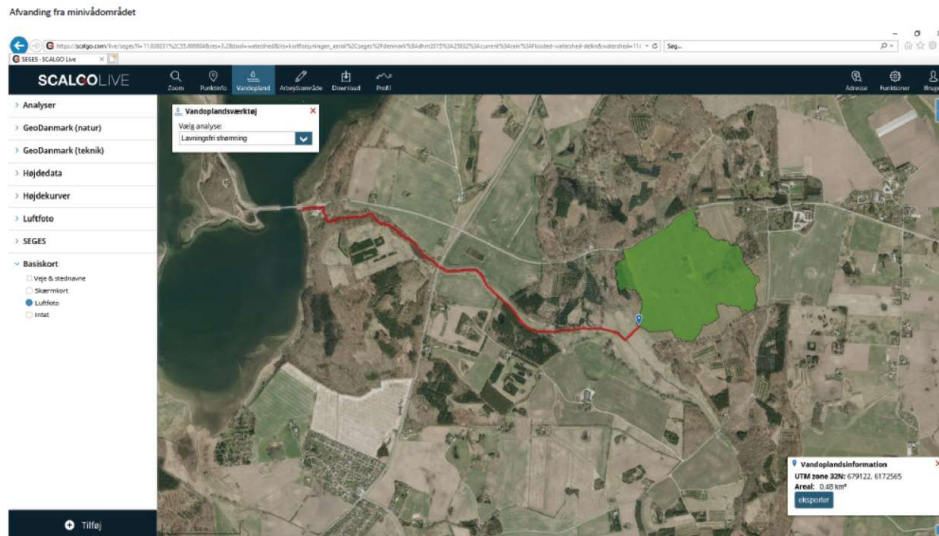 Afvanding fra minivådområdet
Søg...
SEGES - SCALGO Live
SCALGOLIVE
Zoom
Punktinfo
Vandopland
Arbejdsområde
Download
Profil
Adresse
Funktioner
Bruger
Analyser
GeoDanmark (natur)
GeoDanmark (teknik)
Højdedata
Højdekurver
Luftfoto
SEGES
Basiskort
Veje & stednavne
Skærmkort
Luftfoto
Intet
Tilføj
Vandoplandsværktøj
Vælg analyse:
Lavningsfri strømning
Vandoplandsinformation
UTM zone 32N: 679122, 6172565
Areal: 0.48 km²
eksporter